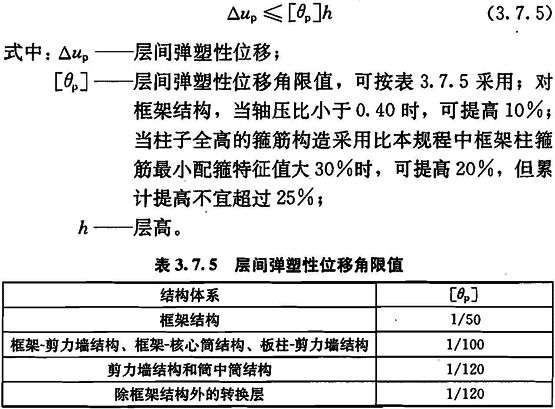 Δuₚ ≤ [θₚ]h (3.7.5)
式中：Δuₚ——层间弹塑性位移；
[θₚ]——层间弹塑性位移角限值，可按表 3.7.5 采用；对
框架结构，当轴压比小于 0.40 时，可提高 10%；
当柱子全高的箍筋构造采用比本规程中框架柱箍
筋最小配箍特征值大 30%时，可提高 20%，但累
计提高不宜超过 25%；
h——层高。
表 3.7.5 层间弹塑性位移角限值
结构体系 [θₚ]
框架结构 1/50
框架-剪力墙结构、框架-核心筒结构、板柱-剪力墙结构 1/100
剪力墙结构和筒中筒结构 1/120
除框架结构外的转换层 1/120